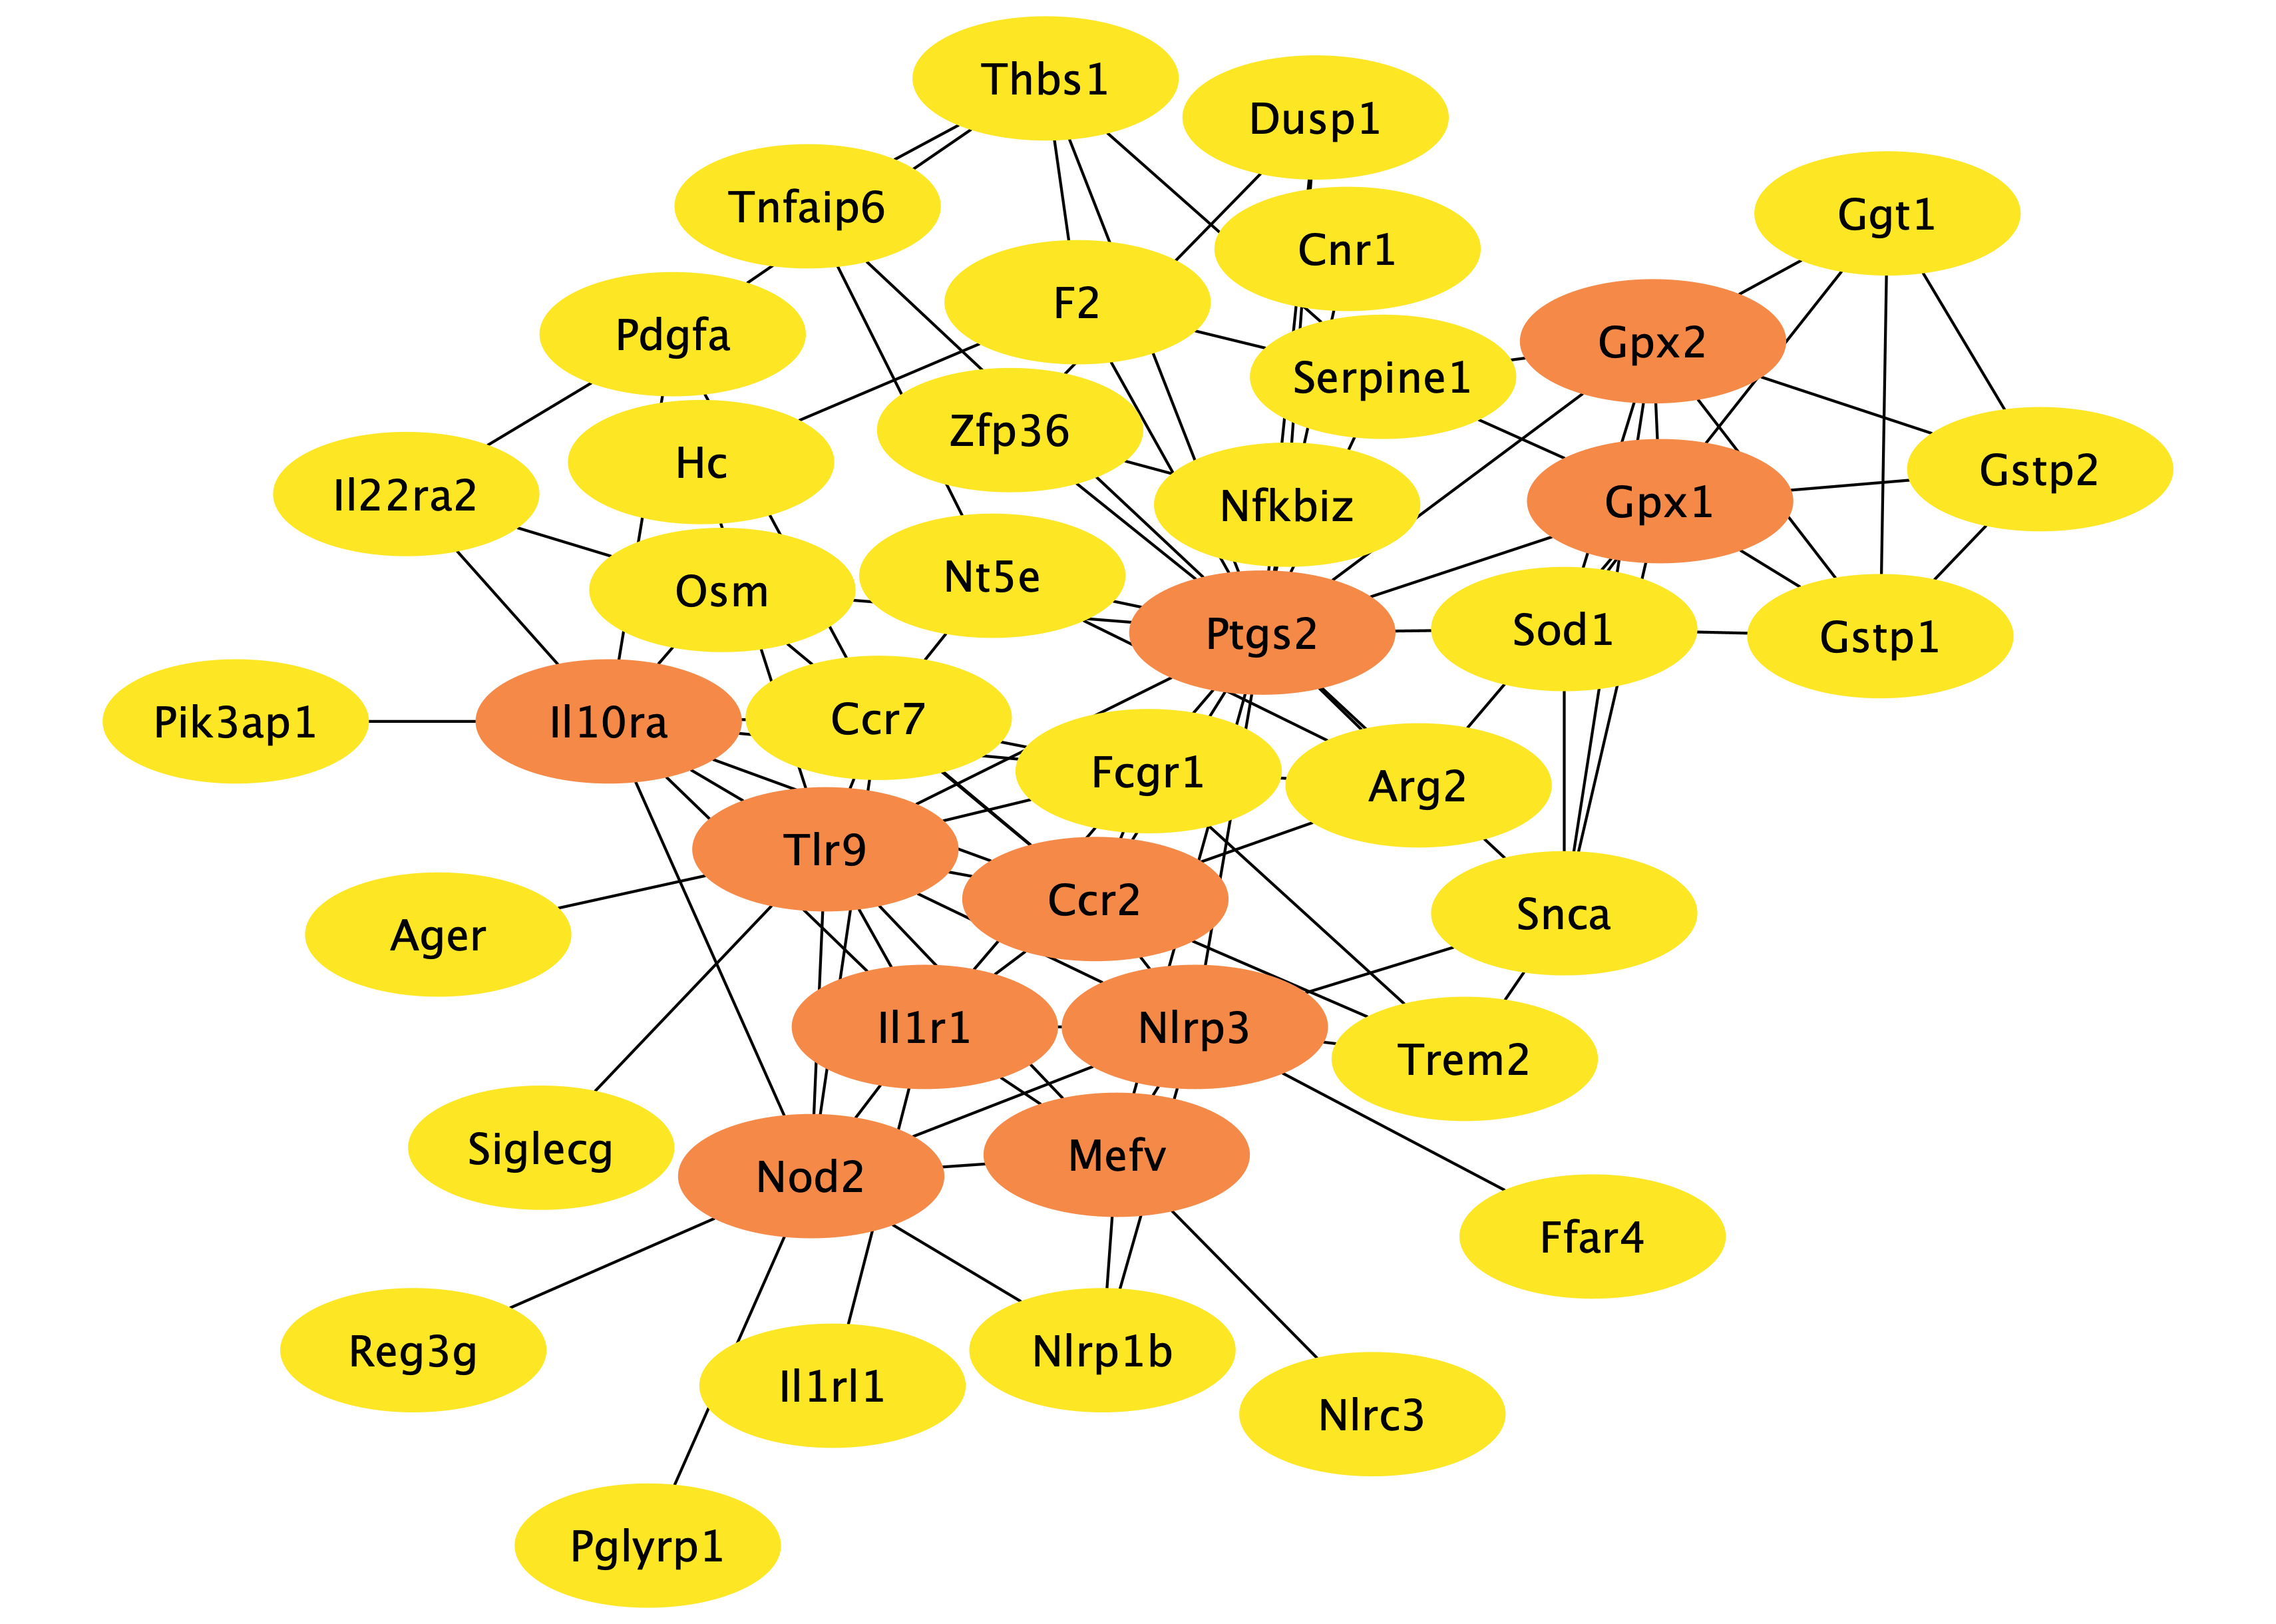 Thbs1
Dusp1
Tnfaip6
Ggt1
Cnr1
F2
Pdgfa
Gpx2
Serpine1
Zfp36
Hc
Gstp2
Il22ra2
Gpx1
Nfkbiz
Nt5e
Osm
Sod1
Ptgs2
Gstp1
Ccr7
Pik3ap1
Il10ra
Fcgr1
Arg2
Tlr9
Ccr2
Snca
Ager
Il1r1
Nlrp3
Trem2
Siglecg
Mefv
Nod2
Ffar4
Reg3g
Nlrp1b
Il1rl1
Nlrc3
Pglyrp1